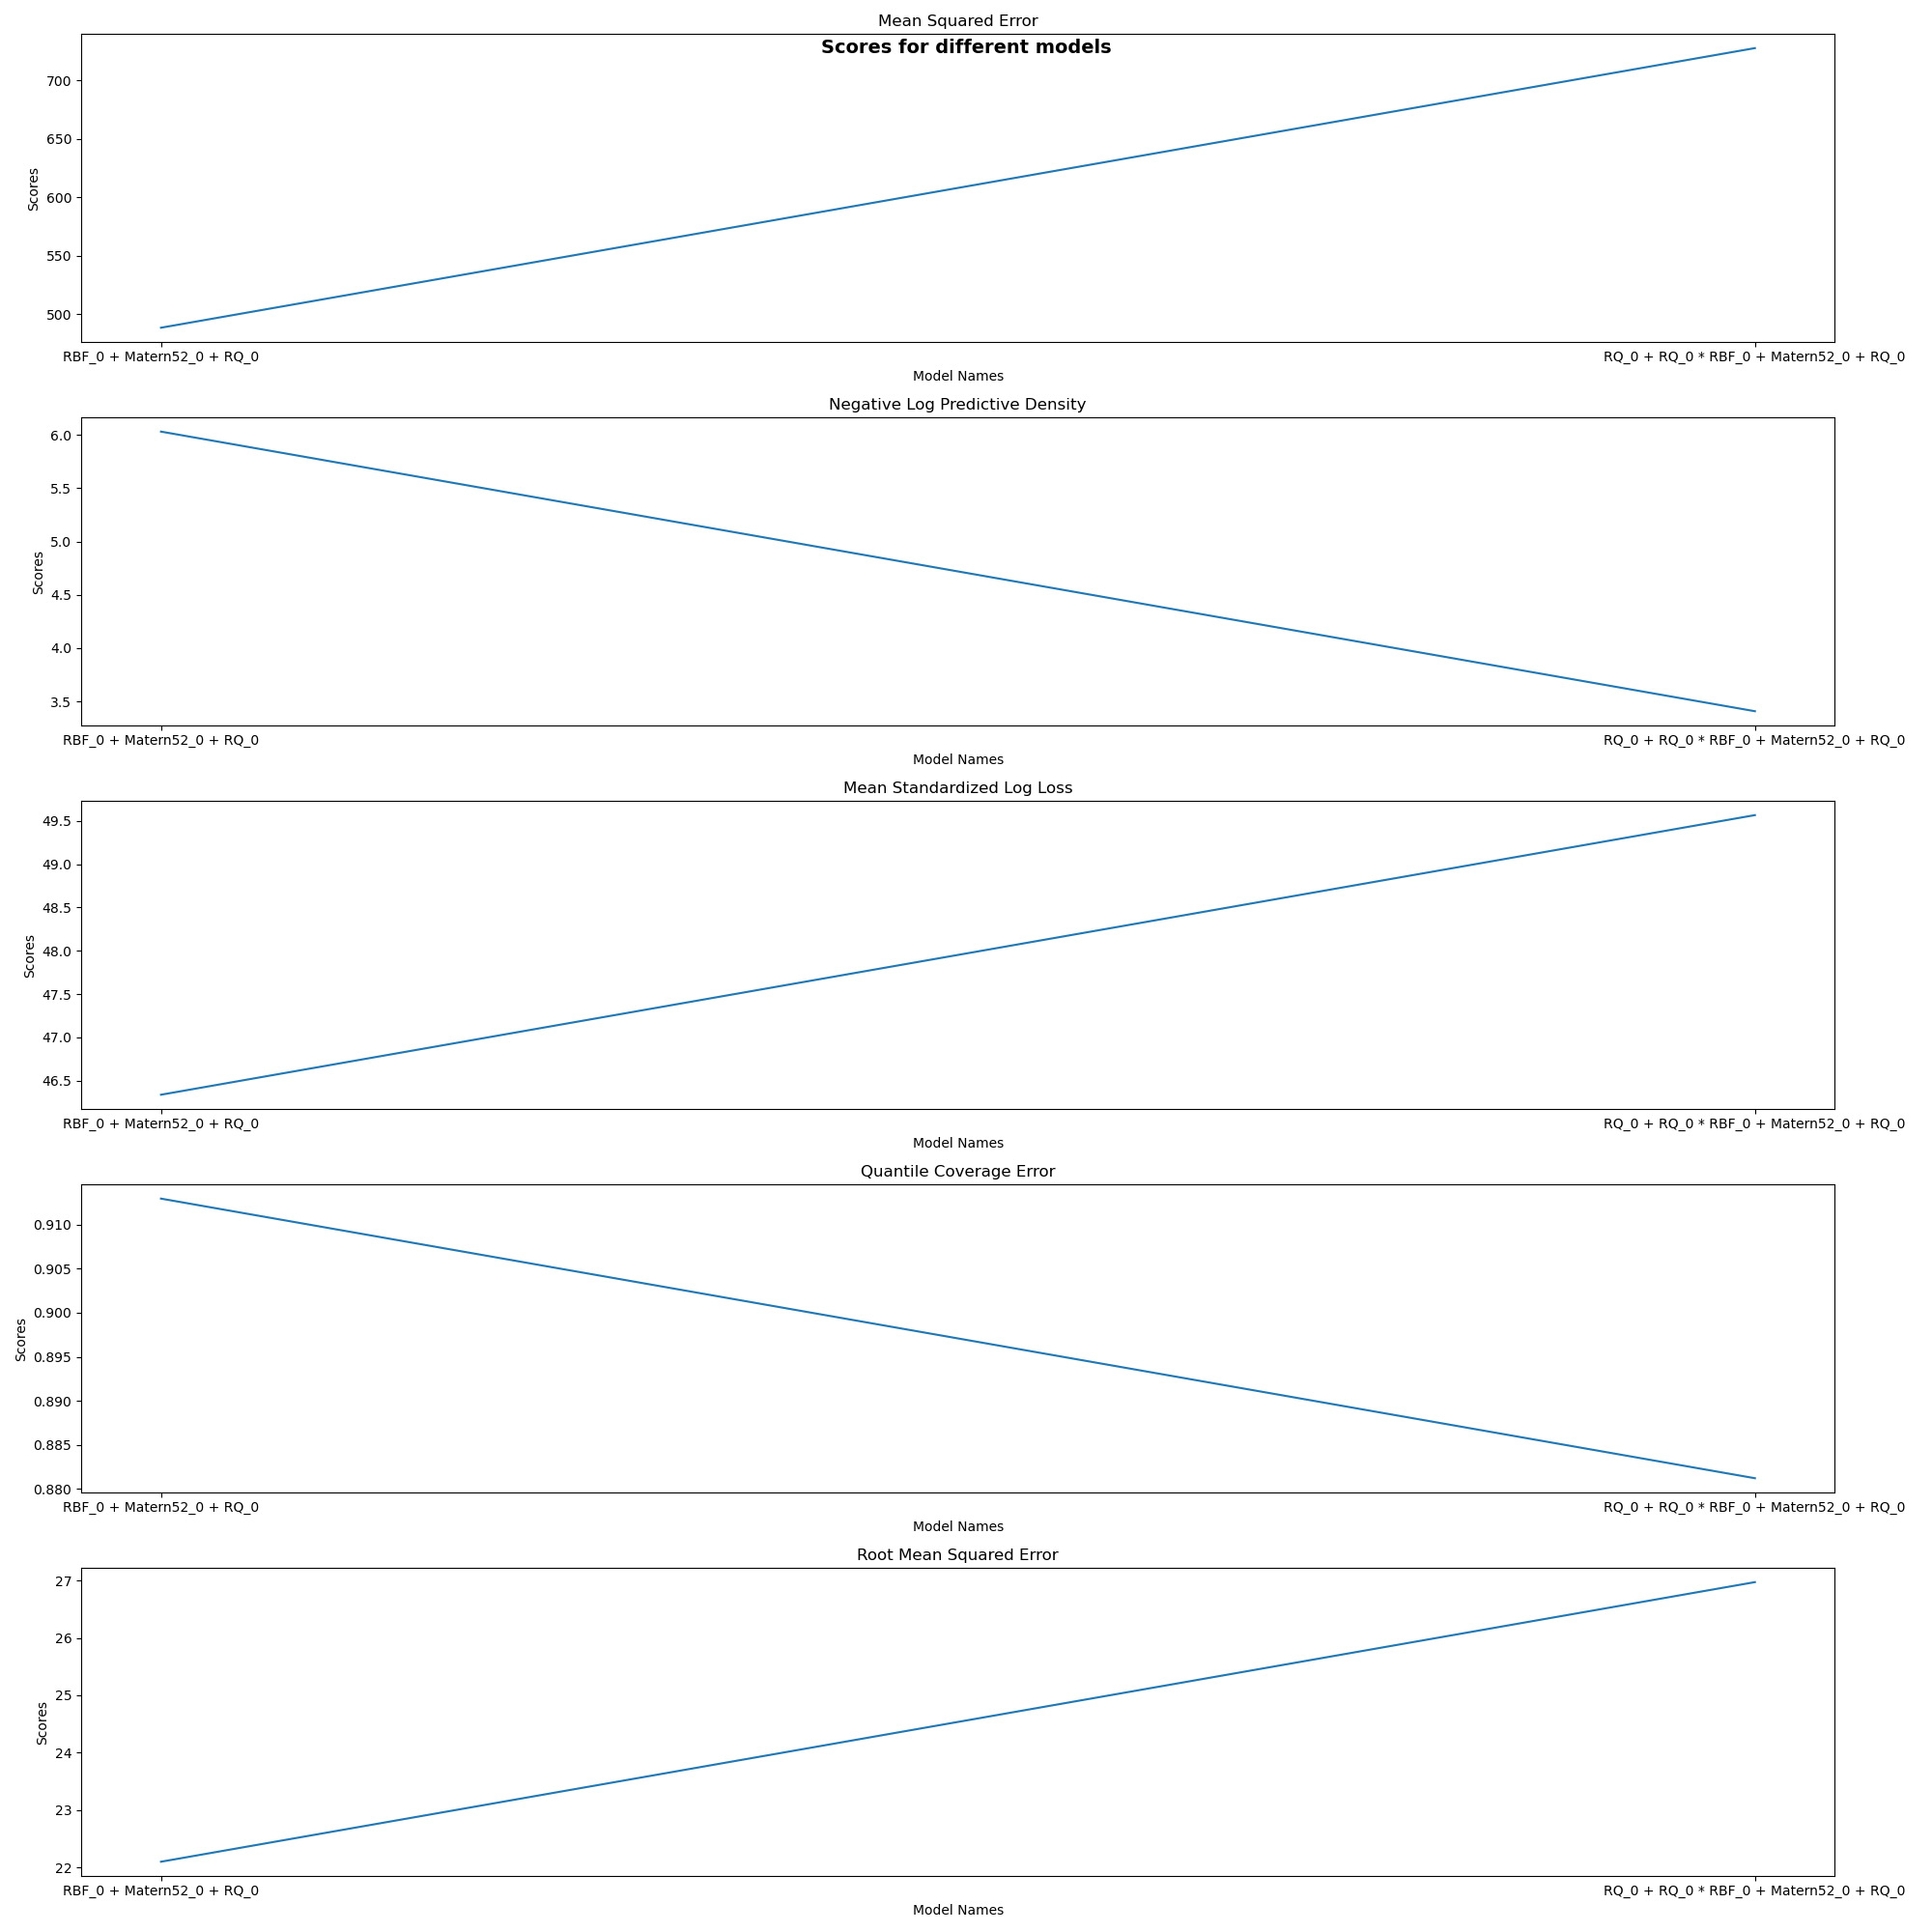 Mean Squared Error
Scores for different models
700
650
600
550
500
Scores
RBF_0 + Matern52_0 + RQ_0
RQ_0 + RQ_0 * RBF_0 + Matern52_0 + RQ_0
Model Names
Negative Log Predictive Density
6.0
5.5
5.0
4.5
4.0
3.5
Scores
RBF_0 + Matern52_0 + RQ_0
RQ_0 + RQ_0 * RBF_0 + Matern52_0 + RQ_0
Model Names
Mean Standardized Log Loss
49.5
49.0
48.5
48.0
47.5
47.0
46.5
Scores
RBF_0 + Matern52_0 + RQ_0
RQ_0 + RQ_0 * RBF_0 + Matern52_0 + RQ_0
Model Names
Quantile Coverage Error
0.910
0.905
0.900
0.895
0.890
0.885
0.880
Scores
RBF_0 + Matern52_0 + RQ_0
RQ_0 + RQ_0 * RBF_0 + Matern52_0 + RQ_0
Model Names
Root Mean Squared Error
27
26
25
24
23
22
Scores
RBF_0 + Matern52_0 + RQ_0
RQ_0 + RQ_0 * RBF_0 + Matern52_0 + RQ_0
Model Names